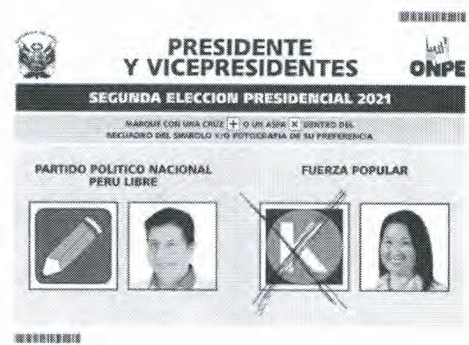 PRESIDENTE
Y VICEPRESIDENTES
ONPE
SEGUNDA ELECCION PRESIDENCIAL 2021
MARQUE CON UNA CRUZ + O UN ASPA X DENTRO DEL
RECUADRO DEL SIMBOLO Y/O FOTOGRAFIA DE SU PREFERENCIA
PARTIDO POLITICO NACIONAL
PERU LIBRE
FUERZA POPULAR
K